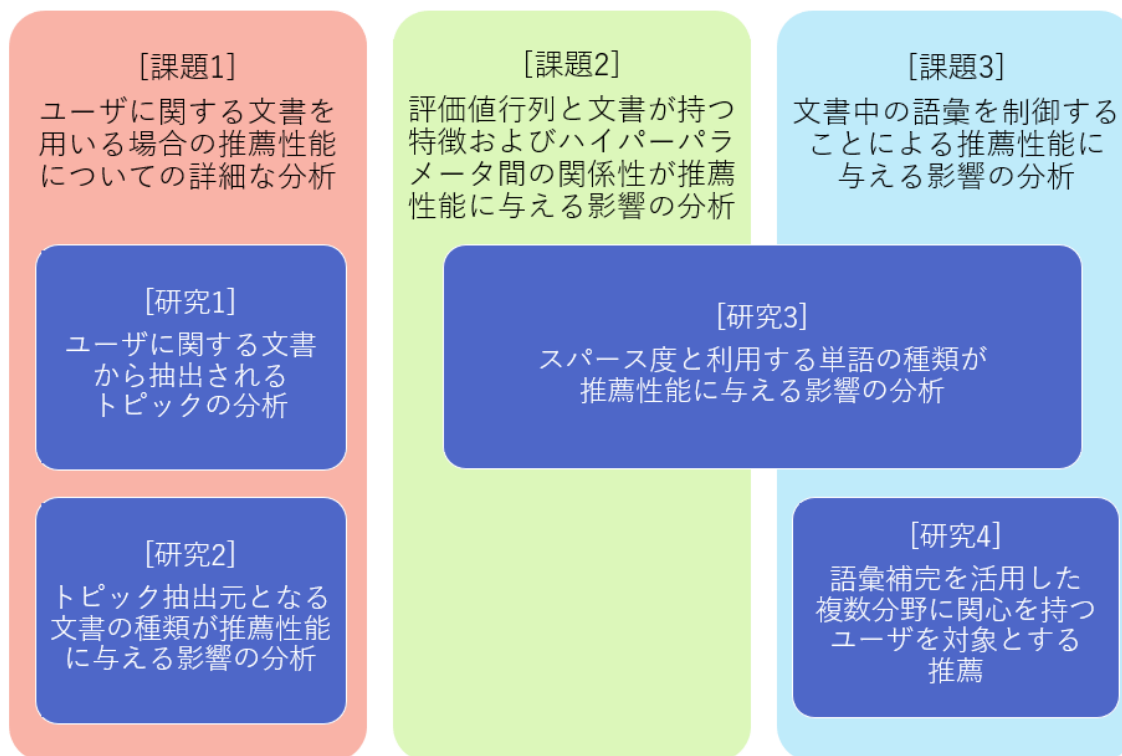 [課題1]
ユーザに関する文書を
用いる場合の推薦性能
についての詳細な分析
[課題2]
評価値行列と文書が持つ
特徴およびハイパーパラ
メータ間の関係性が推薦
性能に与える影響の分析
[課題3]
文書中の語彙を制御する
ことによる推薦性能に
与える影響の分析
[研究1]
ユーザに関する文書
から抽出される
トピックの分析
[研究3]
スパース度と利用する単語の種類が
推薦性能に与える影響の分析
[研究2]
トピック抽出元となる
文書の種類が推薦性能
に与える影響の分析
[研究4]
語彙補完を活用した
複数分野に関心を持つ
ユーザを対象とする
推薦